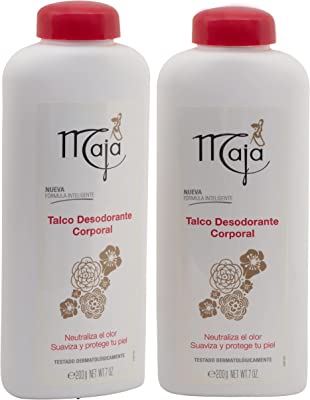 Maja
NUEVA
FÓRMULA INTELIGENTE
Talco Desodorante
Corporal
Neutraliza el olor
Suaviza y protege tu piel
TESTADO DERMATOLÓGICAMENTE
℮200g NET WT.7 OZ.
Maja
NUEVA
FÓRMULA INTELIGENTE
Talco Desodorante
Corporal
Neutraliza el olor
Suaviza y protege tu piel
TESTADO DERMATOLÓGICAMENTE
℮200g NET WT.7 OZ.